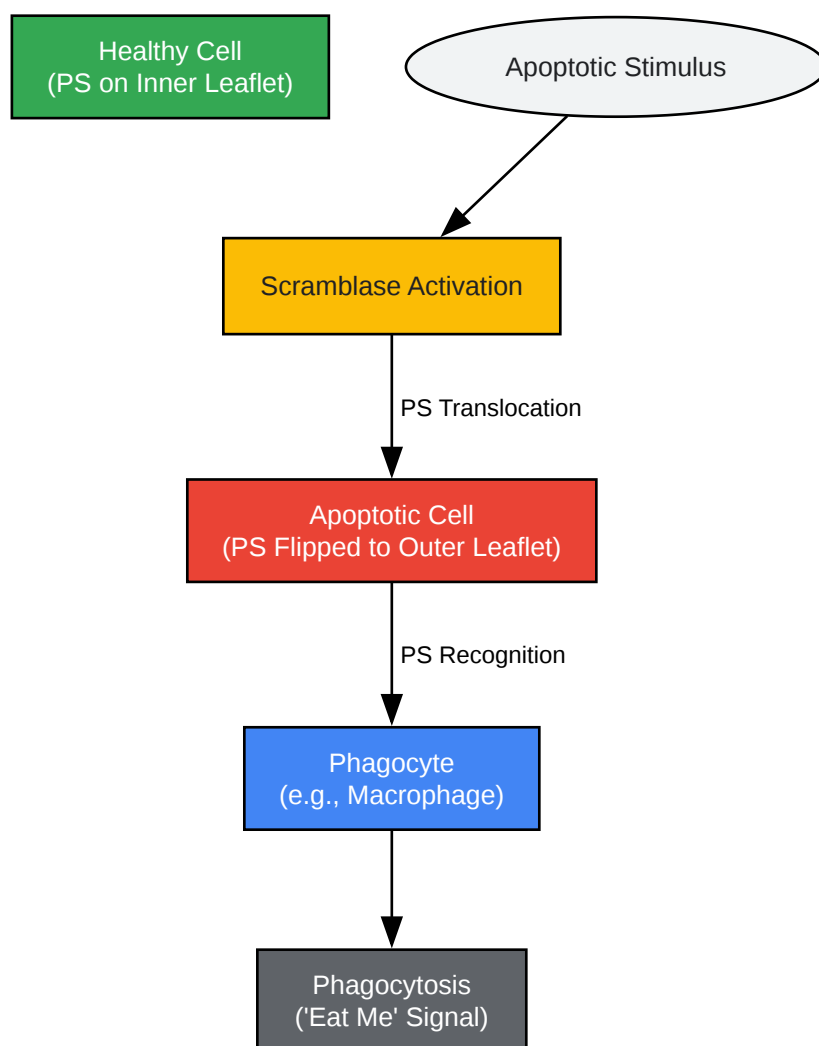 Healthy Cell
(PS on Inner Leaflet)
Apoptotic Stimulus
Scramblase Activation
PS Translocation
Apoptotic Cell
(PS Flipped to Outer Leaflet)
PS Recognition
Phagocyte
(e.g., Macrophage)
Phagocytosis
('Eat Me' Signal)